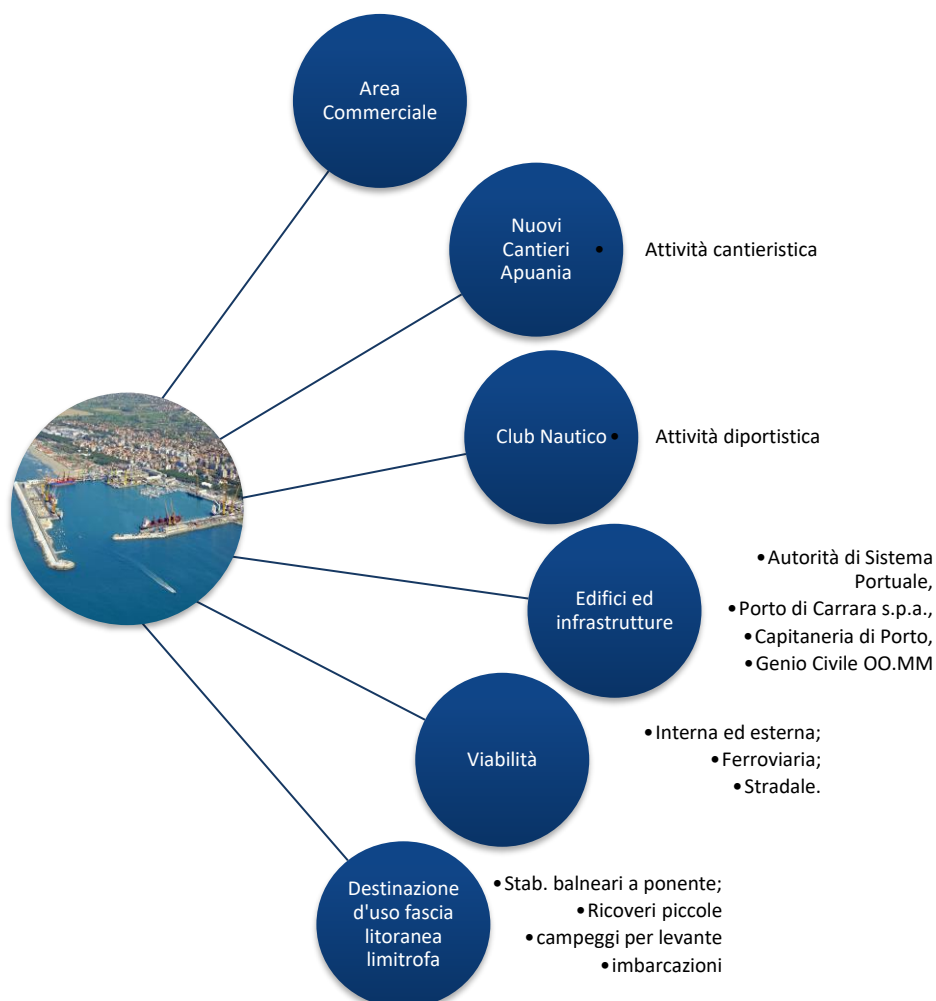 Area
Commerciale
Nuovi
Cantieri
Apuania
• Attività cantieristica
Club Nautico
• Attività diportistica
Edifici ed
infrastrutture
•Autorità di Sistema
Portuale,
•Porto di Carrara s.p.a.,
•Capitaneria di Porto,
•Genio Civile OO.MM
Viabilità
•Interna ed esterna;
•Ferroviaria;
•Stradale.
Destinazione
d'uso fascia
litoranea
limitrofa
•Stab. balneari a ponente;
•Ricoveri piccole
•campeggi per levante
•imbarcazioni